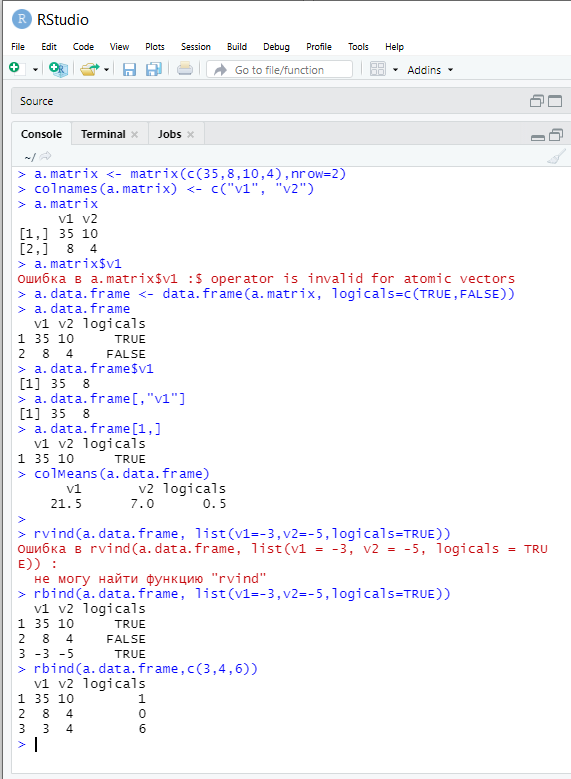 RStudio
File Edit Code View Plots Session Build Debug Profile Tools Help
Go to file/function Addins
Source
Console Terminal Jobs
~/
> a.matrix <- matrix(c(35,8,10,4),nrow=2)
> colnames(a.matrix) <- c("v1", "v2")
> a.matrix
     v1 v2
[1,] 35 10
[2,]  8  4
> a.matrix$v1
Ошибка в a.matrix$v1 :$ operator is invalid for atomic vectors
> a.data.frame <- data.frame(a.matrix, logicals=c(TRUE,FALSE))
> a.data.frame
  v1 v2 logicals
1 35 10     TRUE
2  8  4    FALSE
> a.data.frame$v1
[1] 35  8
> a.data.frame[,"v1"]
[1] 35  8
> a.data.frame[1,]
  v1 v2 logicals
1 35 10     TRUE
> colMeans(a.data.frame)
      v1       v2 logicals
    21.5      7.0      0.5
>
> rvind(a.data.frame, list(v1=-3,v2=-5,logicals=TRUE))
Ошибка в rvind(a.data.frame, list(v1 = -3, v2 = -5, logicals = TRU
E)) :
  не могу найти функцию "rvind"
> rbind(a.data.frame, list(v1=-3,v2=-5,logicals=TRUE))
  v1 v2 logicals
1 35 10     TRUE
2  8  4    FALSE
3 -3 -5     TRUE
> rbind(a.data.frame,c(3,4,6))
  v1 v2 logicals
1 35 10        1
2  8  4        0
3  3  4        6
>